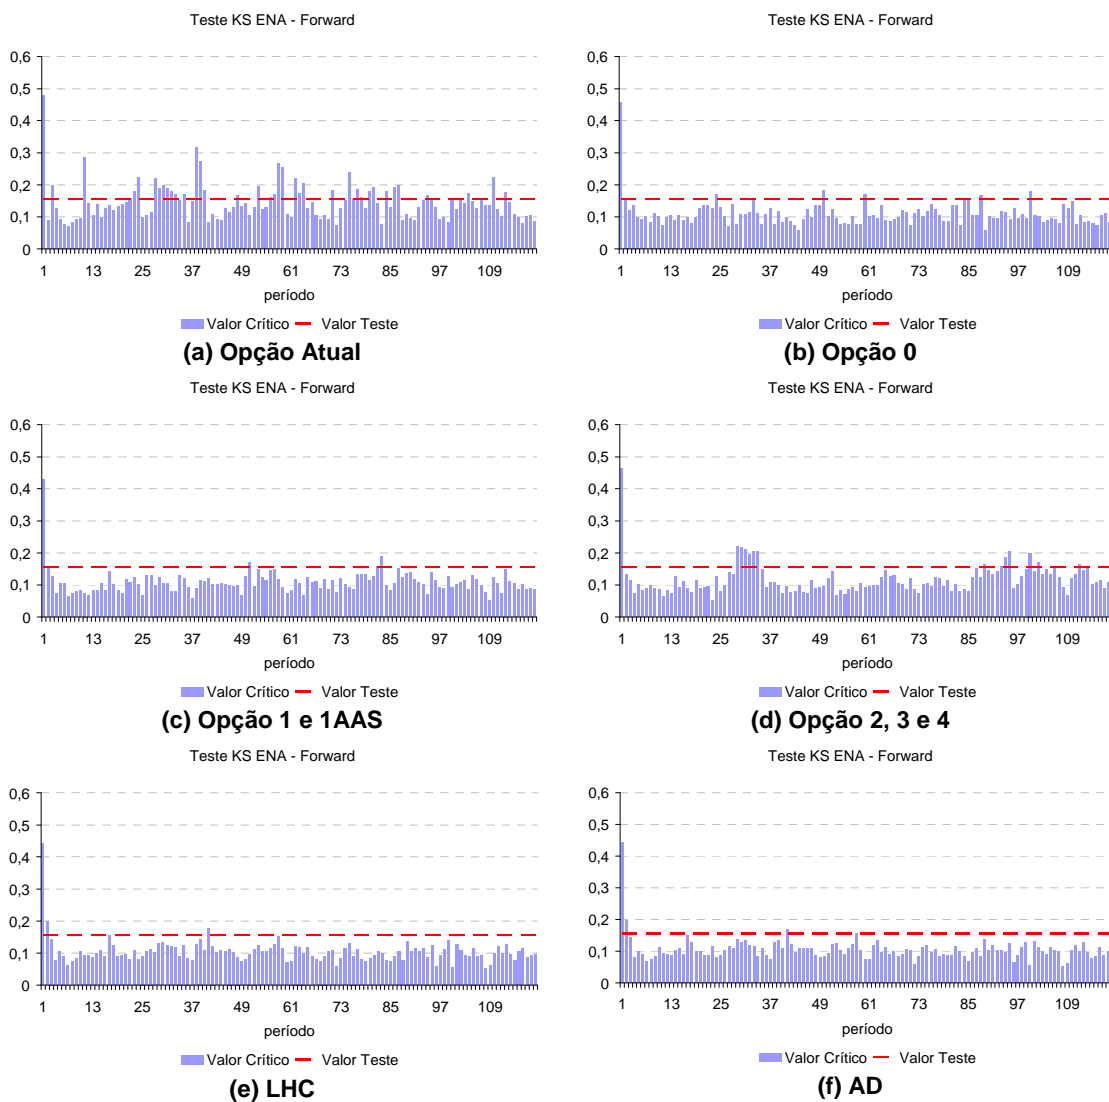 Teste KS ENA - Forward
0,6
0,5
0,4
0,3
0,2
0,1
0
1 13 25 37 49 61 73 85 97 109
período
Valor Crítico Valor Teste
(a) Opção Atual
Teste KS ENA - Forward
0,6
0,5
0,4
0,3
0,2
0,1
0
1 13 25 37 49 61 73 85 97 109
período
Valor Crítico Valor Teste
(b) Opção 0
Teste KS ENA - Forward
0,6
0,5
0,4
0,3
0,2
0,1
0
1 13 25 37 49 61 73 85 97 109
período
Valor Crítico Valor Teste
(c) Opção 1 e 1AAS
Teste KS ENA - Forward
0,6
0,5
0,4
0,3
0,2
0,1
0
1 13 25 37 49 61 73 85 97 109
período
Valor Crítico Valor Teste
(d) Opção 2, 3 e 4
Teste KS ENA - Forward
0,6
0,5
0,4
0,3
0,2
0,1
0
1 13 25 37 49 61 73 85 97 109
período
Valor Crítico Valor Teste
(e) LHC
Teste KS ENA - Forward
0,6
0,5
0,4
0,3
0,2
0,1
0
1 13 25 37 49 61 73 85 97 109
período
Valor Crítico Valor Teste
(f) AD